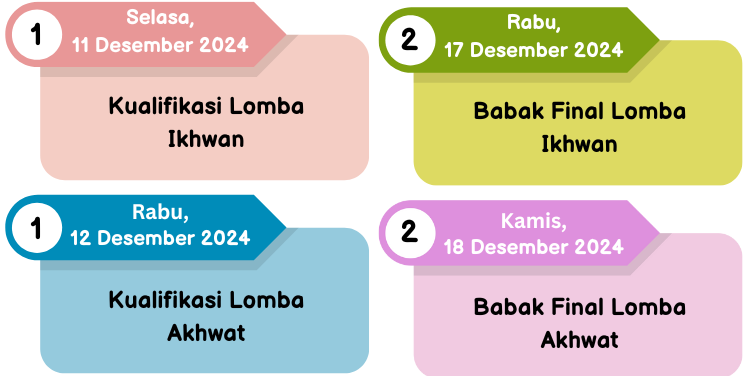 1
Selasa,
11 Desember 2024
Kualifikasi Lomba
Ikhwan
2
Rabu,
17 Desember 2024
Babak Final Lomba
Ikhwan
1
Rabu,
12 Desember 2024
Kualifikasi Lomba
Akhwat
2
Kamis,
18 Desember 2024
Babak Final Lomba
Akhwat